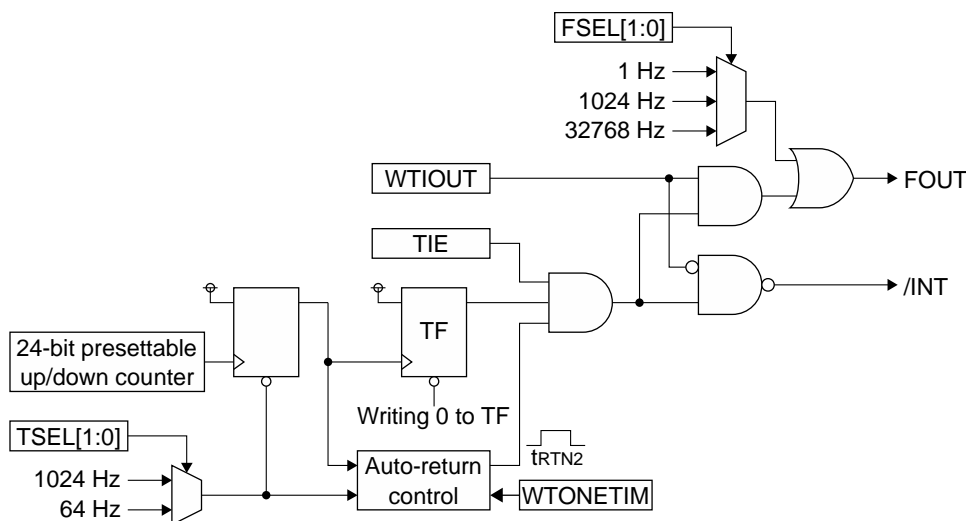 FSEL[1:0]
1 Hz
1024 Hz
32768 Hz
WTIOUT
FOUT
TIE
/INT
TF
24-bit presettable
up/down counter
Writing 0 to TF
TSEL[1:0]
1024 Hz
64 Hz
Auto-return
control
tRTN2
WTONETIM